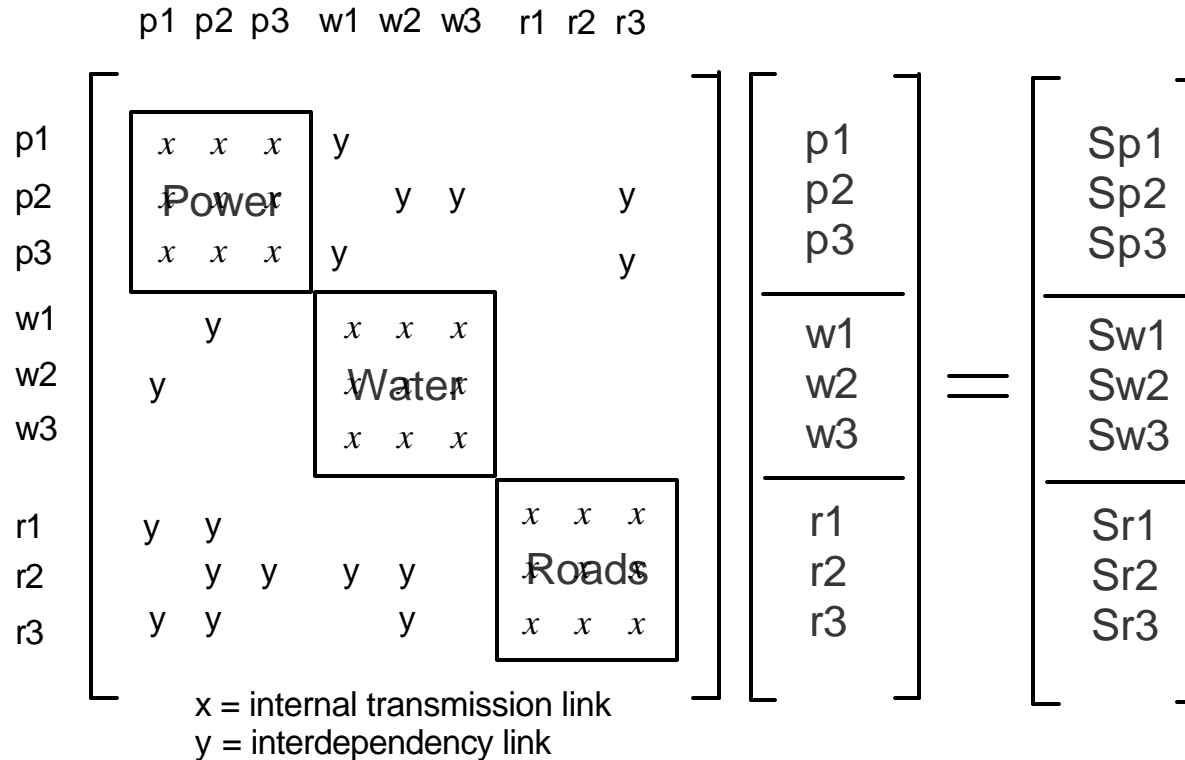 p1 p2 p3 w1 w2 w3 r1 r2 r3
p1 x x x y p1 Sp1
p2 x x x Power y y y p2 Sp2
p3 x x x y y p3 Sp3
w1 y x x x w1 Sw1
w2 y x x x Water w2 = Sw2
w3 x x x w3 Sw3
r1 y y x x x r1 Sr1
r2 y y y y x x x Roads r2 Sr2
r3 y y y x x x r3 Sr3
x = internal transmission link
y = interdependency link